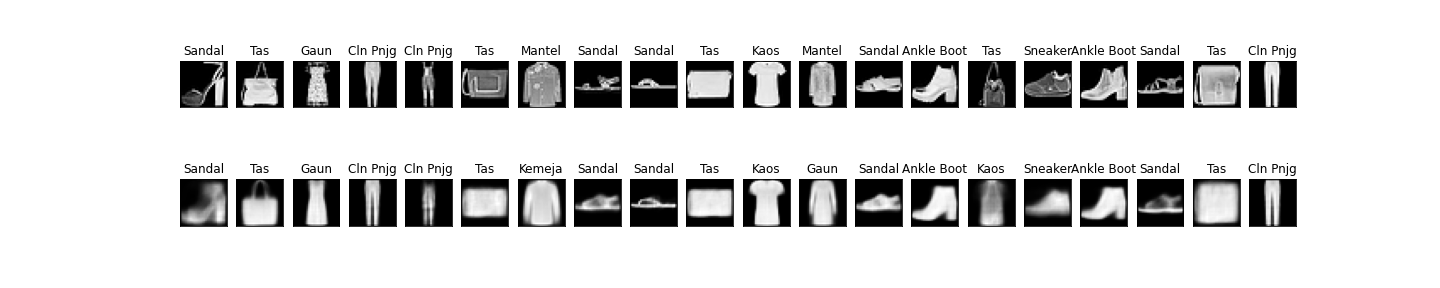 Sandal Tas Gaun Cln Pnjg Cln Pnjg Tas Mantel Sandal Sandal Tas Kaos Mantel Sandal Ankle Boot Tas Sneaker Ankle Boot Sandal Tas Cln Pnjg
Sandal Tas Gaun Cln Pnjg Cln Pnjg Tas Kemeja Sandal Sandal Tas Kaos Gaun Sandal Ankle Boot Kaos Sneaker Ankle Boot Sandal Tas Cln Pnjg